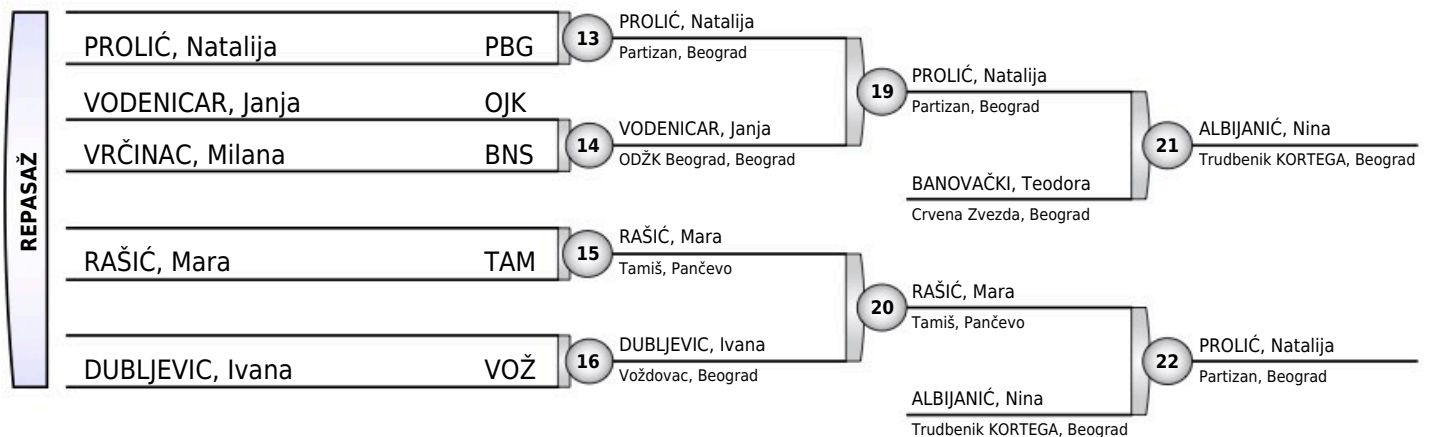 REPASAŽ
PROLIĆ, Natalija PBG
VODENICAR, Janja OJK
VRČINAC, Milana BNS
RAŠIĆ, Mara TAM
DUBLJEVIC, Ivana VOŽ
13
PROLIĆ, Natalija
Partizan, Beograd
14
VODENICAR, Janja
ODŽK Beograd, Beograd
15
RAŠIĆ, Mara
Tamiš, Pančevo
16
DUBLJEVIC, Ivana
Voždovac, Beograd
19
PROLIĆ, Natalija
Partizan, Beograd
BANOVAČKI, Teodora
Crvena Zvezda, Beograd
20
RAŠIĆ, Mara
Tamiš, Pančevo
ALBIJANIĆ, Nina
Trudbenik KORTEGA, Beograd
21
ALBIJANIĆ, Nina
Trudbenik KORTEGA, Beograd
22
PROLIĆ, Natalija
Partizan, Beograd